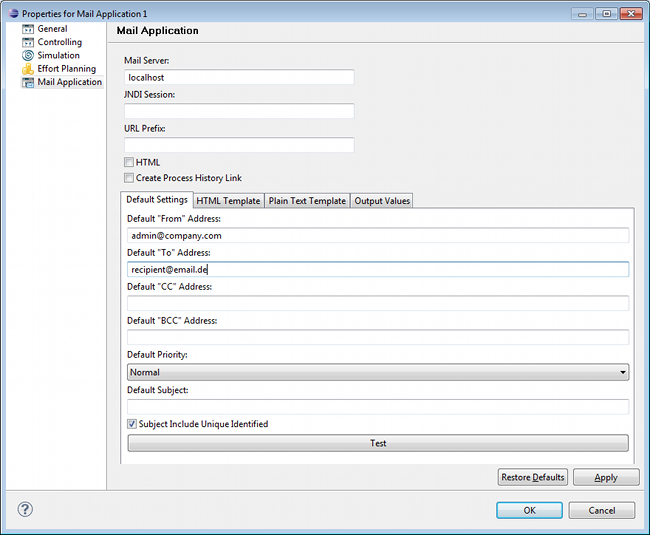 Properties for Mail Application 1
General
Controlling
Simulation
Effort Planning
Mail Application
Mail Application
Mail Server:
localhost
JNDI Session:
URL Prefix:
HTML
Create Process History Link
Default Settings HTML Template Plain Text Template Output Values
Default "From" Address:
admin@company.com
Default "To" Address:
recipient@email.de
Default "CC" Address:
Default "BCC" Address:
Default Priority:
Normal
Default Subject:
Subject Include Unique Identified
Test
Restore Defaults Apply
? OK Cancel